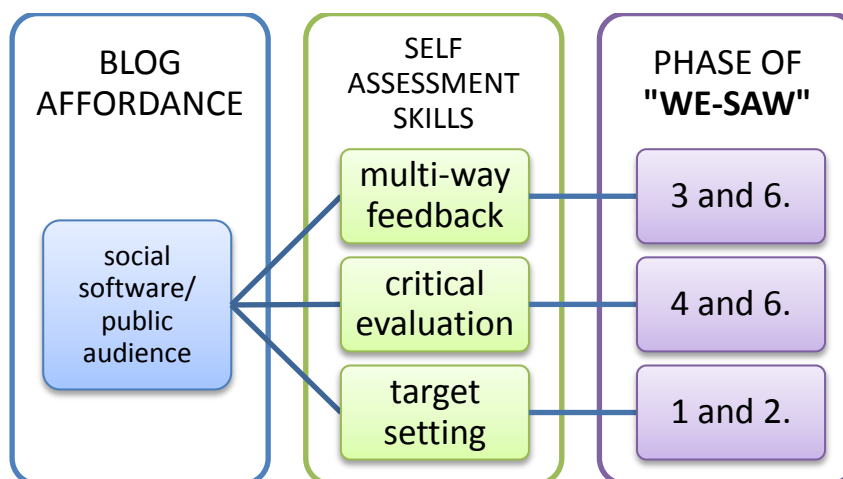 BLOG
AFFORDANCE
social
software/
public
audience
SELF
ASSESSMENT
SKILLS
multi-way
feedback
critical
evaluation
target
setting
PHASE OF
"WE-SAW"
3 and 6.
4 and 6.
1 and 2.